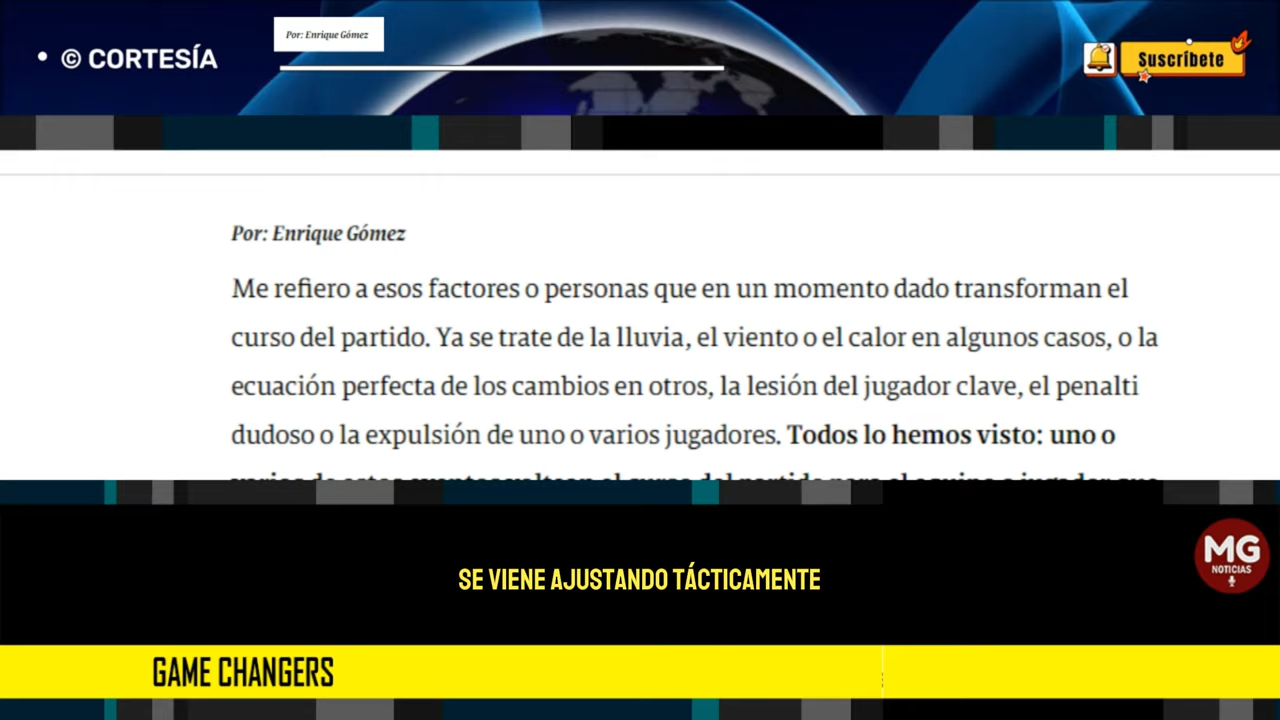 © CORTESÍA
Por: Enrique Gómez
Suscríbete
Por: Enrique Gómez
Me refiero a esos factores o personas que en un momento dado transforman el
curso del partido. Ya se trate de la lluvia, el viento o el calor en algunos casos, o la
ecuación perfecta de los cambios en otros, la lesión del jugador clave, el penalti
dudoso o la expulsión de uno o varios jugadores. Todos lo hemos visto: uno o
SE VIENE AJUSTANDO TÁCTICAMENTE
MG
NOTICIAS
GAME CHANGERS